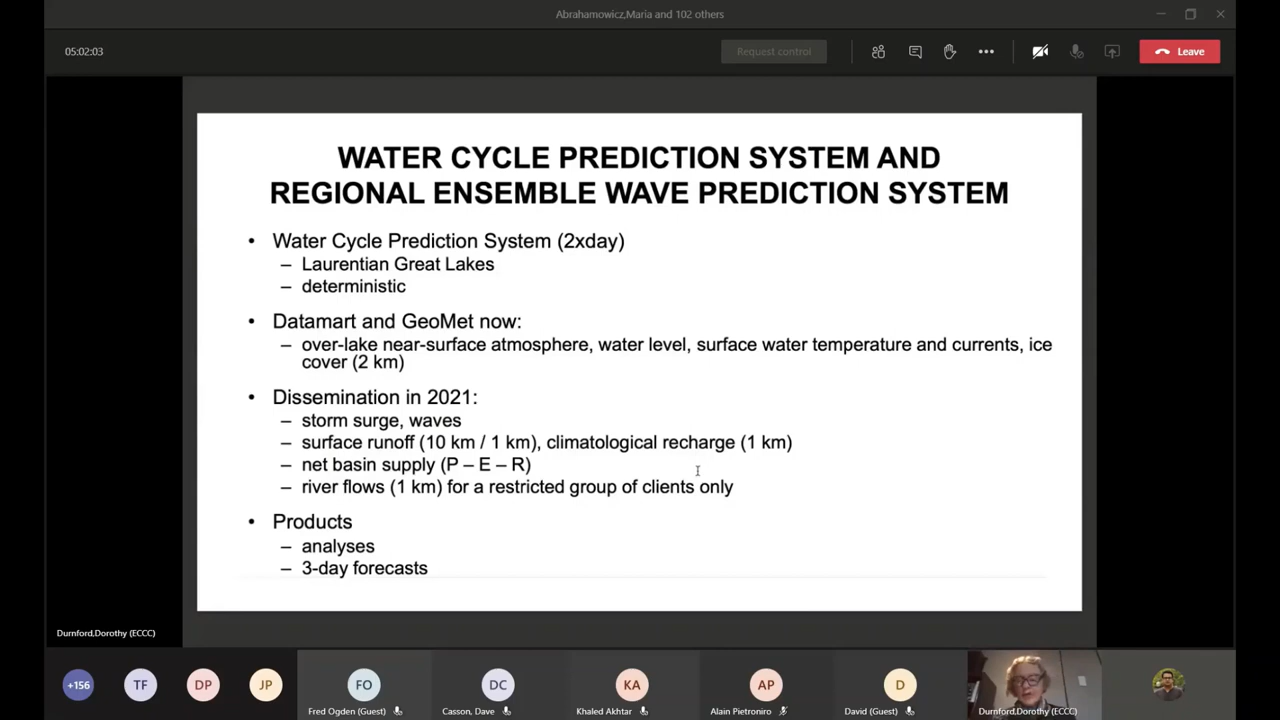 Abrahamowicz,Maria and 102 others
05:02:03
Request control
Leave
WATER CYCLE PREDICTION SYSTEM AND
REGIONAL ENSEMBLE WAVE PREDICTION SYSTEM
• Water Cycle Prediction System (2xday)
– Laurentian Great Lakes
– deterministic
• Datamart and GeoMet now:
– over-lake near-surface atmosphere, water level, surface water temperature and currents, ice
cover (2 km)
• Dissemination in 2021:
– storm surge, waves
– surface runoff (10 km / 1 km), climatological recharge (1 km)
– net basin supply (P – E – R)
– river flows (1 km) for a restricted group of clients only
• Products
– analyses
– 3-day forecasts
Durnford,Dorothy (ECCC)
+156
TF
DP
JP
FO
DC
KA
AP
D
Fred Ogden (Guest)
Casson, Dave
Khaled Akhtar
Alain Pietroniro
David (Guest)
Durnford,Dorothy (ECCC)